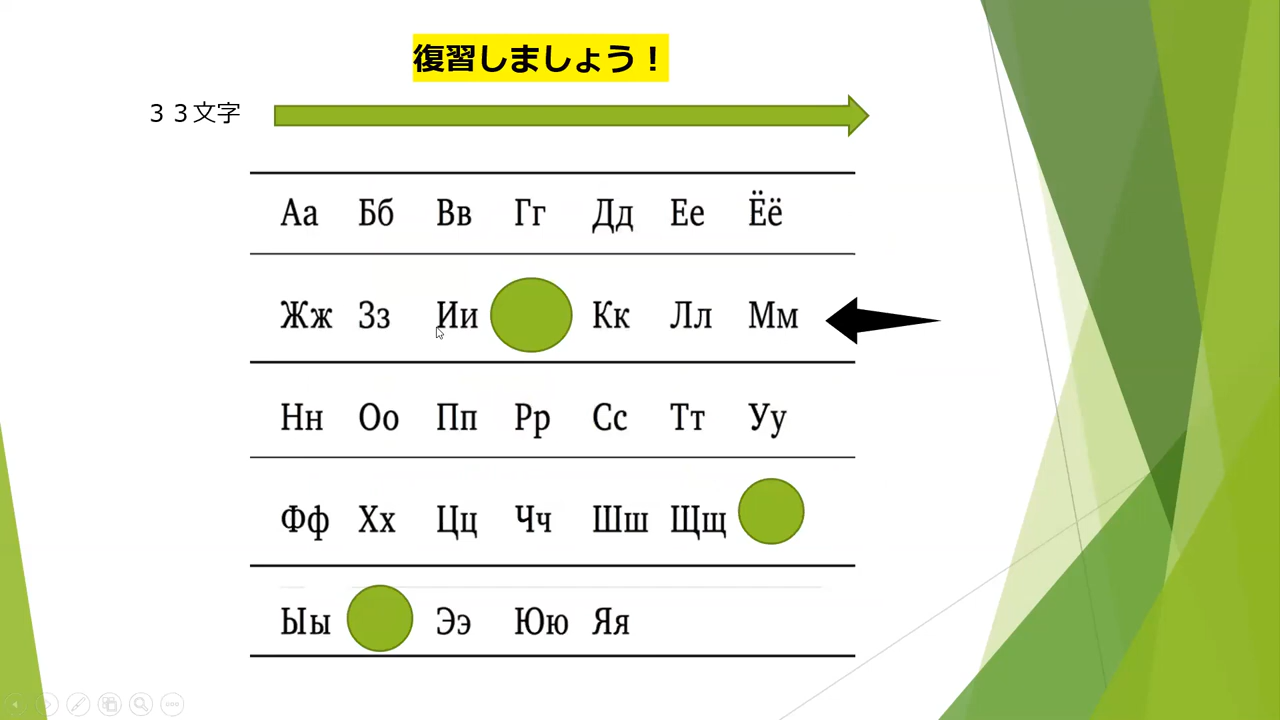 復習しましょう！
３３文字
Аа Бб Вв Гг Дд Ее Ёё
Жж Зз Ии Кк Лл Мм
Нн Оо Пп Рр Сс Тт Уу
Фф Хх Цц Чч Шш Щщ
Ыы Ээ Юю Яя